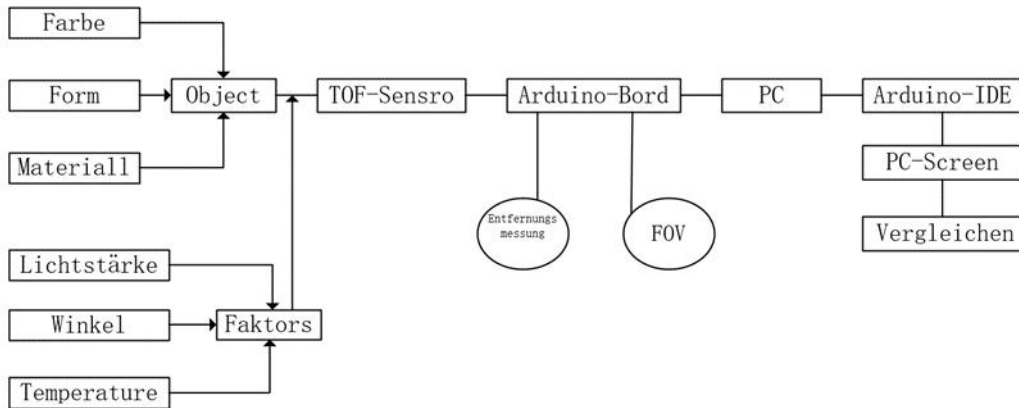 Farbe
Form
Object
TOF-Sensro
Arduino-Bord
PC
Arduino-IDE
Materiall
PC-Screen
Entfernungs
messung
FOV
Vergleichen
Lichtstärke
Winkel
Faktors
Temperature